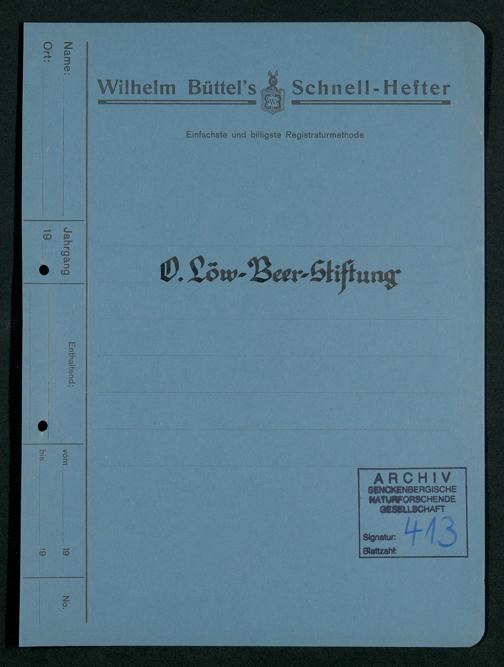 Wilhelm Büttel's Schnell-Hefter
Einfachste und billigste Registraturmethode
O. Löw-Beer-Stiftung
Name:
Ort:
Jahrgang
19
Enthaltend:
vom 19
bis 19
No.
ARCHIV
SENCKENBERGISCHE
NATURFORSCHENDE
GESELLSCHAFT
Signatur: 413
Blattzahl: